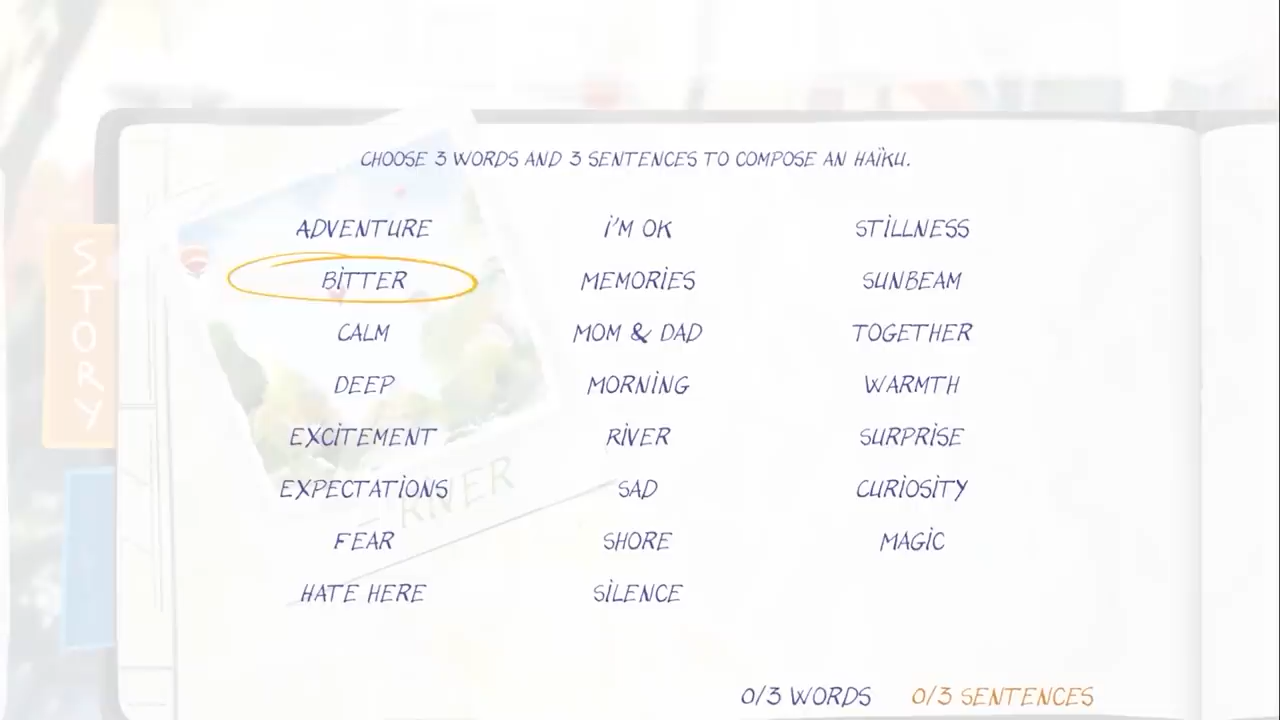 CHOOSE 3 WORDS AND 3 SENTENCES TO COMPOSE AN HAÏKU.
STORY
ADVENTURE
BITTER
CALM
DEEP
EXCITEMENT
EXPECTATIONS
FEAR
HATE HERE
I'M OK
MEMORIES
MOM & DAD
MORNING
RIVER
SAD
SHORE
SILENCE
STILLNESS
SUNBEAM
TOGETHER
WARMTH
SURPRISE
CURIOSITY
MAGIC
RIVER
0/3 WORDS
0/3 SENTENCES